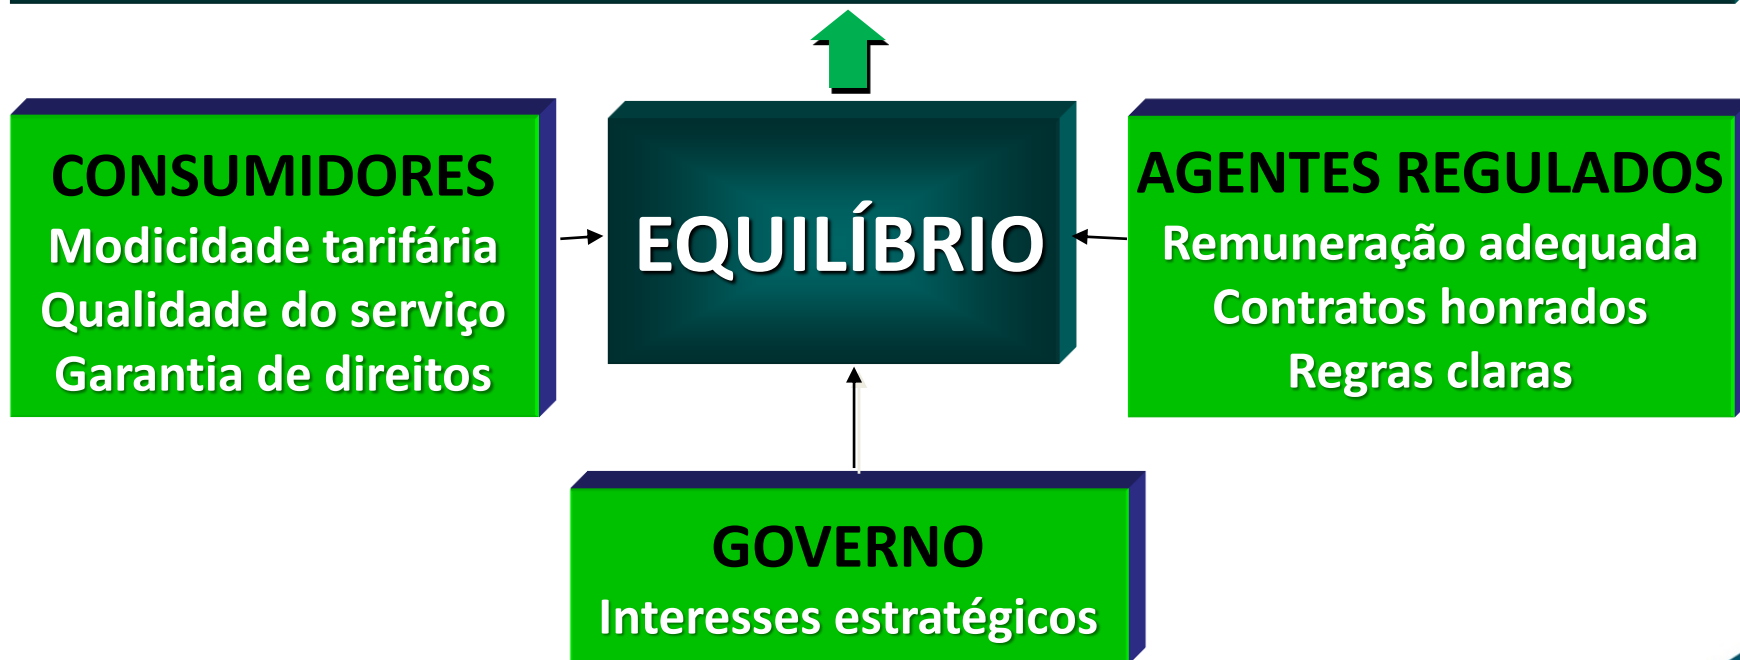 CONSUMIDORES
Modicidade tarifária
Qualidade do serviço
Garantia de direitos
EQUILÍBRIO
AGENTES REGULADOS
Remuneração adequada
Contratos honrados
Regras claras
GOVERNO
Interesses estratégicos